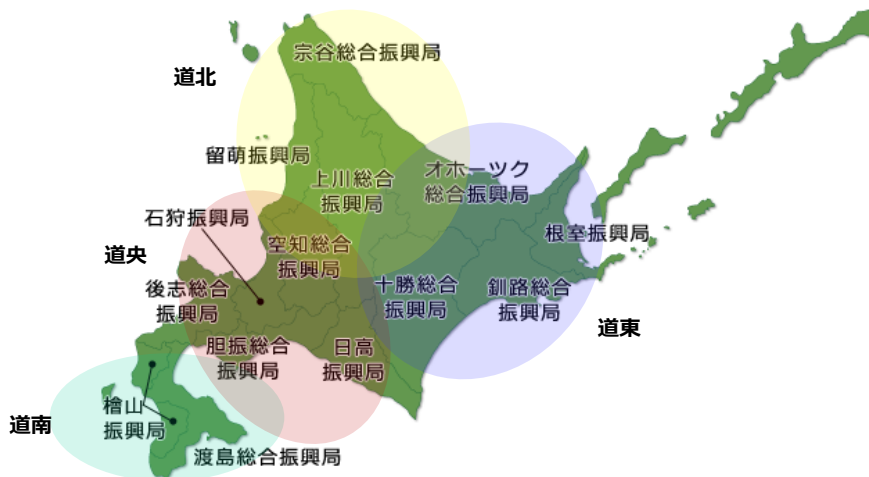 宗谷総合振興局
道北
留萌振興局
オホーツク
総合振興局
上川総合
振興局
石狩振興局
根室振興局
空知総合
振興局
道央
後志総合
振興局
十勝総合
振興局
釧路総合
振興局
道東
胆振総合
振興局
日高
振興局
檜山
振興局
道南
渡島総合振興局